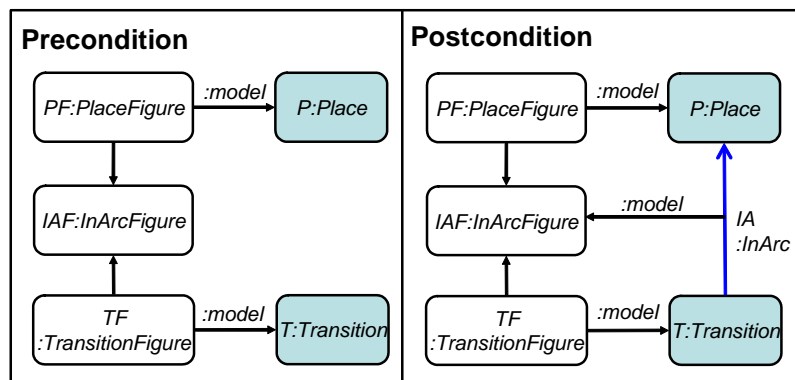 Precondition
:model
PF:PlaceFigure
P:Place
IAF:InArcFigure
:model
TF
:TransitionFigure
T:Transition
Postcondition
:model
PF:PlaceFigure
P:Place
:model
IAF:InArcFigure
IA
:InArc
:model
TF
:TransitionFigure
T:Transition